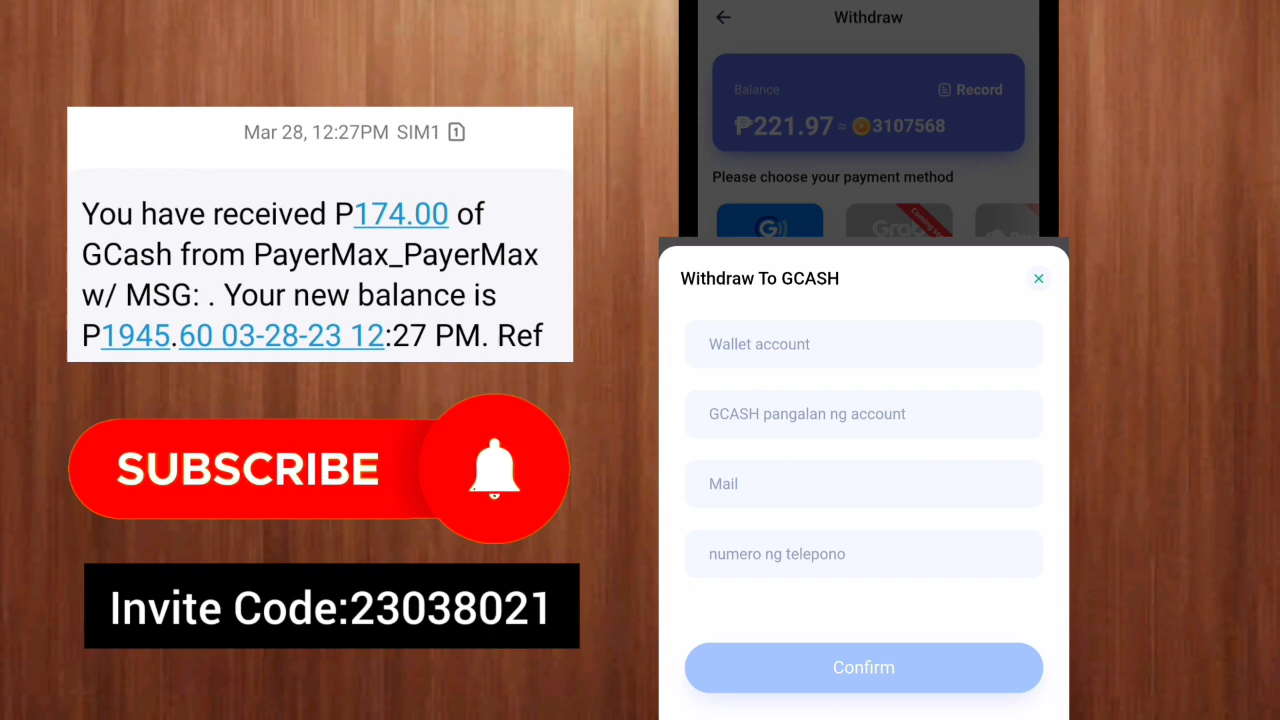 Mar 28, 12:27PM SIM1 1
You have received P174.00 of
GCash from PayerMax_PayerMax
w/ MSG: . Your new balance is
P1945.60 03-28-23 12:27 PM. Ref
SUBSCRIBE
Invite Code:23038021
Withdraw
Balance
Record
₱221.97 ≈ 3107568
Please choose your payment method
G
Grab
Coming
Withdraw To GCASH
Wallet account
GCASH pangalan ng account
Mail
numero ng telepono
Confirm